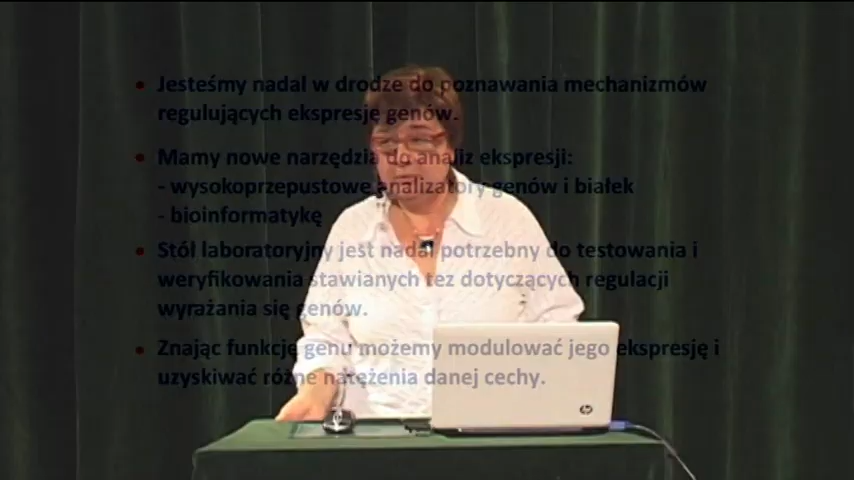 • Jesteśmy nadal w drodze do poznawania mechanizmów
regulujących ekspresję genów.
• Mamy nowe narzędzia do analiz ekspresji:
- wysokoprzepustowe analizatory genów i białek
- bioinformatykę
• Stół laboratoryjny jest nadal potrzebny do testowania i
weryfikowania stawianych tez dotyczących regulacji
wyrażania się genów.
• Znając funkcję genu możemy modulować jego ekspresję i
uzyskiwać różne natężenia danej cechy.
hp